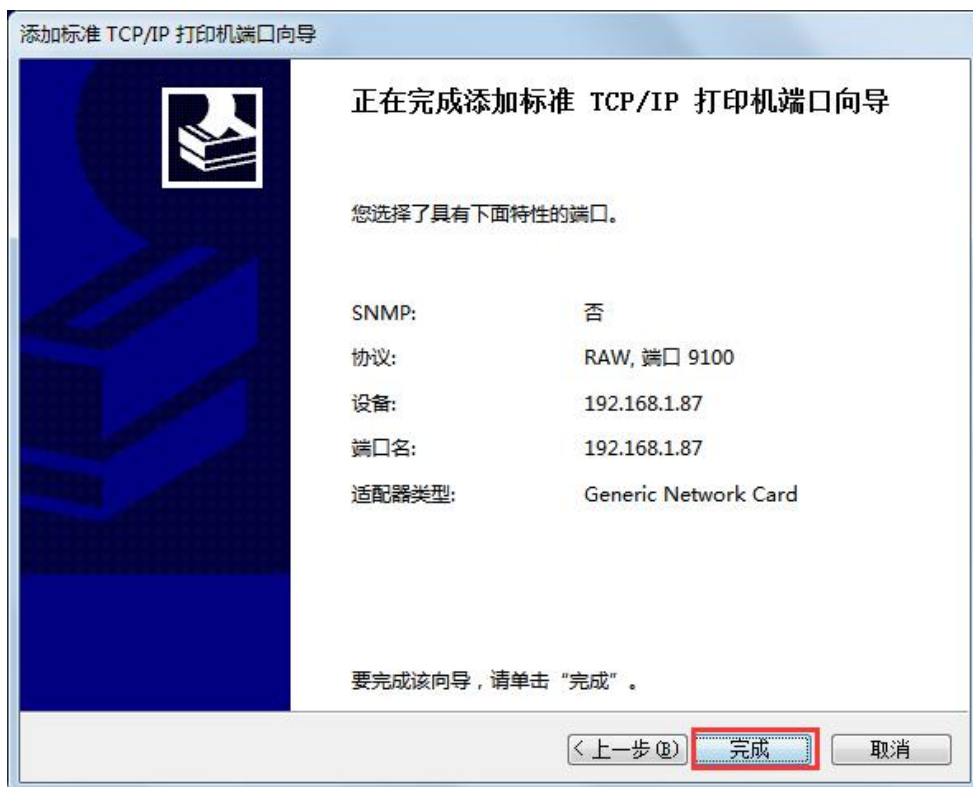 添加标准 TCP/IP 打印机端口向导
正在完成添加标准 TCP/IP 打印机端口向导
您选择了具有下面特性的端口。
SNMP: 否
协议: RAW, 端口 9100
设备: 192.168.1.87
端口名: 192.168.1.87
适配器类型: Generic Network Card
要完成该向导，请单击“完成”。
< 上一步(B) 完成 取消